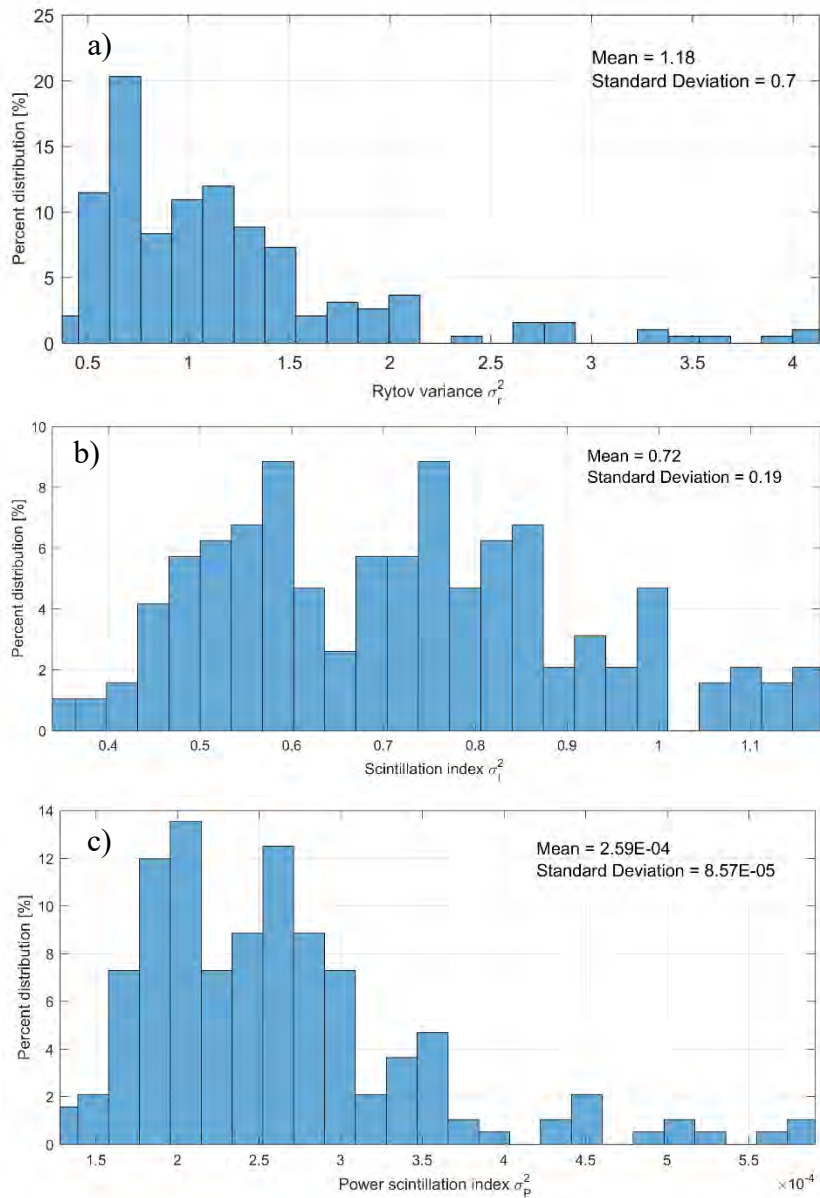 a)
Mean = 1.18
Standard Deviation = 0.7
Percent distribution [%]
25
20
15
10
5
0
0.5 1 1.5 2 2.5 3 3.5 4
Rytov variance σ²ᵣ
b)
Mean = 0.72
Standard Deviation = 0.19
Percent distribution [%]
10
8
6
4
2
0
0.4 0.5 0.6 0.7 0.8 0.9 1 1.1
Scintillation index σ²ₗ
c)
Mean = 2.59E-04
Standard Deviation = 8.57E-05
Percent distribution [%]
14
12
10
8
6
4
2
0
1.5 2 2.5 3 3.5 4 4.5 5 5.5
×10⁻⁴
Power scintillation index σ²P